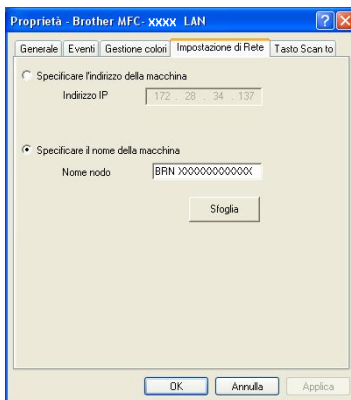 Proprietà - Brother MFC-XXXX LAN
Generale Eventi Gestione colori Impostazione di Rete Tasto Scan to
Specificare l'indirizzo della macchina
Indirizzo IP 172 . 28 . 34 . 137
Specificare il nome della macchina
Nome nodo BRN XXXXXXXXXXXX
Sfoglia
OK Annulla Applica